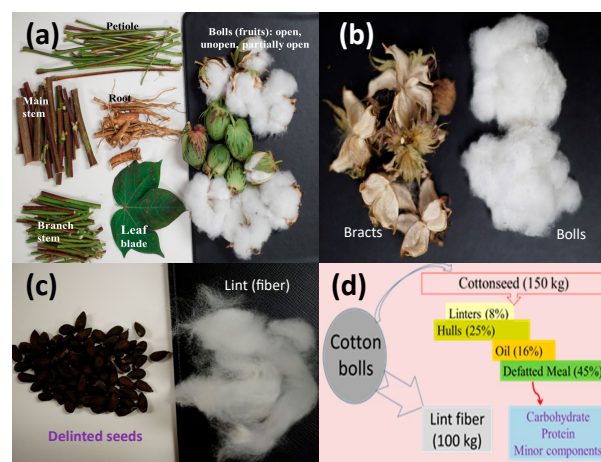 (a)
Petiole
Bolls (fruits): open,
unopen, partially open
Main
stem
Root
Leaf
blade
Branch
stem
(b)
Bracts
Bolls
(c)
Lint (fiber)
Delinted seeds
(d)
Cottonseed (150 kg)
Linters (8%)
Hulls (25%)
Oil (16%)
Defatted Meal (45%)
Cotton
bolls
Lint fiber
(100 kg)
Carbohydrate
Protein
Minor components